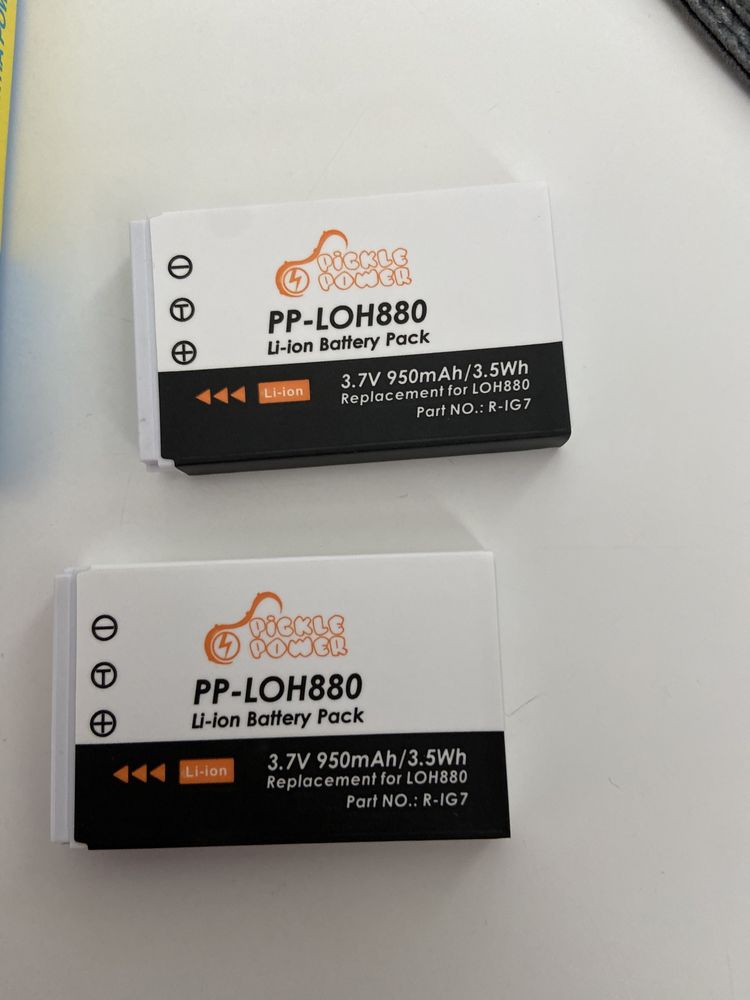 PiCKLE
POWER
PP-LOH880
Li-ion Battery Pack
Li-ion
3.7V 950mAh/3.5Wh
Replacement for LOH880
Part NO.: R-IG7
T
PiCKLE
POWER
PP-LOH880
Li-ion Battery Pack
Li-ion
3.7V 950mAh/3.5Wh
Replacement for LOH880
Part NO.: R-IG7
T